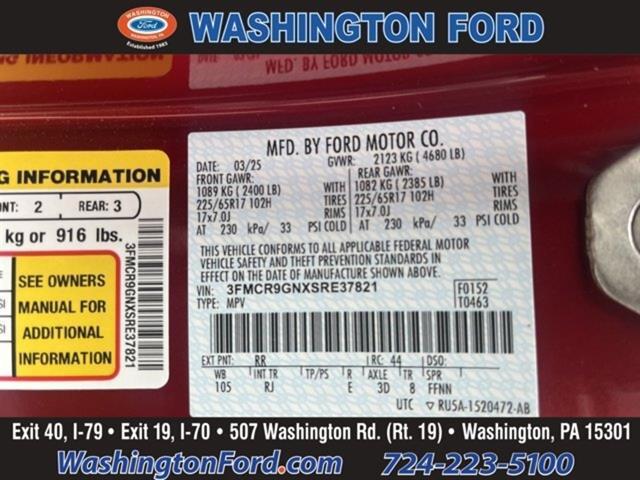 Ford
WASHINGTON, PA
Established 1983
WASHINGTON FORD
MFD. BY FORD MOTOR CO.
DATE: 03/25 GVWR: 2123 KG ( 4680 LB)
FRONT GAWR: REAR GAWR:
1089 KG ( 2400 LB) WITH 1082 KG ( 2385 LB) WITH
225/65R17 102H TIRES 225/65R17 102H TIRES
17x7.0J RIMS 17x7.0J RIMS
AT 230 kPa/ 33 PSI COLD AT 230 kPa/ 33 PSI COLD
THIS VEHICLE CONFORMS TO ALL APPLICABLE FEDERAL MOTOR
VEHICLE SAFETY AND THEFT PREVENTION STANDARDS IN
EFFECT ON THE DATE OF MANUFACTURE SHOWN ABOVE.
VIN: 3FMCR9GNXSRE37821 F0152
TYPE: MPV T0463
EXT PNT: RR RC: 44 DSO:
WB INT TR TP/PS R AXLE TR SPR
105 RJ E 3D 8 FFNN
UTC ▽ RU5A-1520472-AB
G INFORMATION
NT: 2 REAR: 3
kg or 916 lbs.
SEE OWNERS
MANUAL FOR
ADDITIONAL
INFORMATION
3FMCR9GNXSRE37821
Exit 40, I-79 • Exit 19, I-70 • 507 Washington Rd. (Rt. 19) • Washington, PA 15301
WashingtonFord.com 724-223-5100